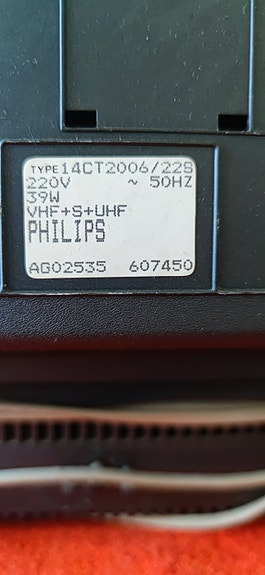 TYPE 14CT2006/22S
220V ~ 50HZ
39W
VHF+S+UHF
PHILIPS
AG02535 607450